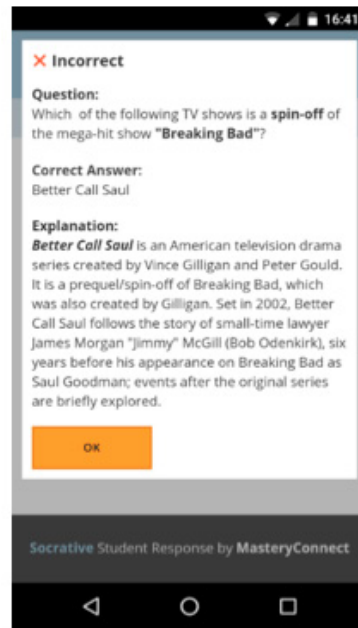 16:41
✕ Incorrect
Question:
Which of the following TV shows is a spin-off of
the mega-hit show "Breaking Bad"?
Correct Answer:
Better Call Saul
Explanation:
Better Call Saul is an American television drama
series created by Vince Gilligan and Peter Gould.
It is a prequel/spin-off of Breaking Bad, which
was also created by Gilligan. Set in 2002, Better
Call Saul follows the story of small-time lawyer
James Morgan "Jimmy" McGill (Bob Odenkirk), six
years before his appearance on Breaking Bad as
Saul Goodman; events after the original series
are briefly explored.
OK
Socrative Student Response by MasteryConnect